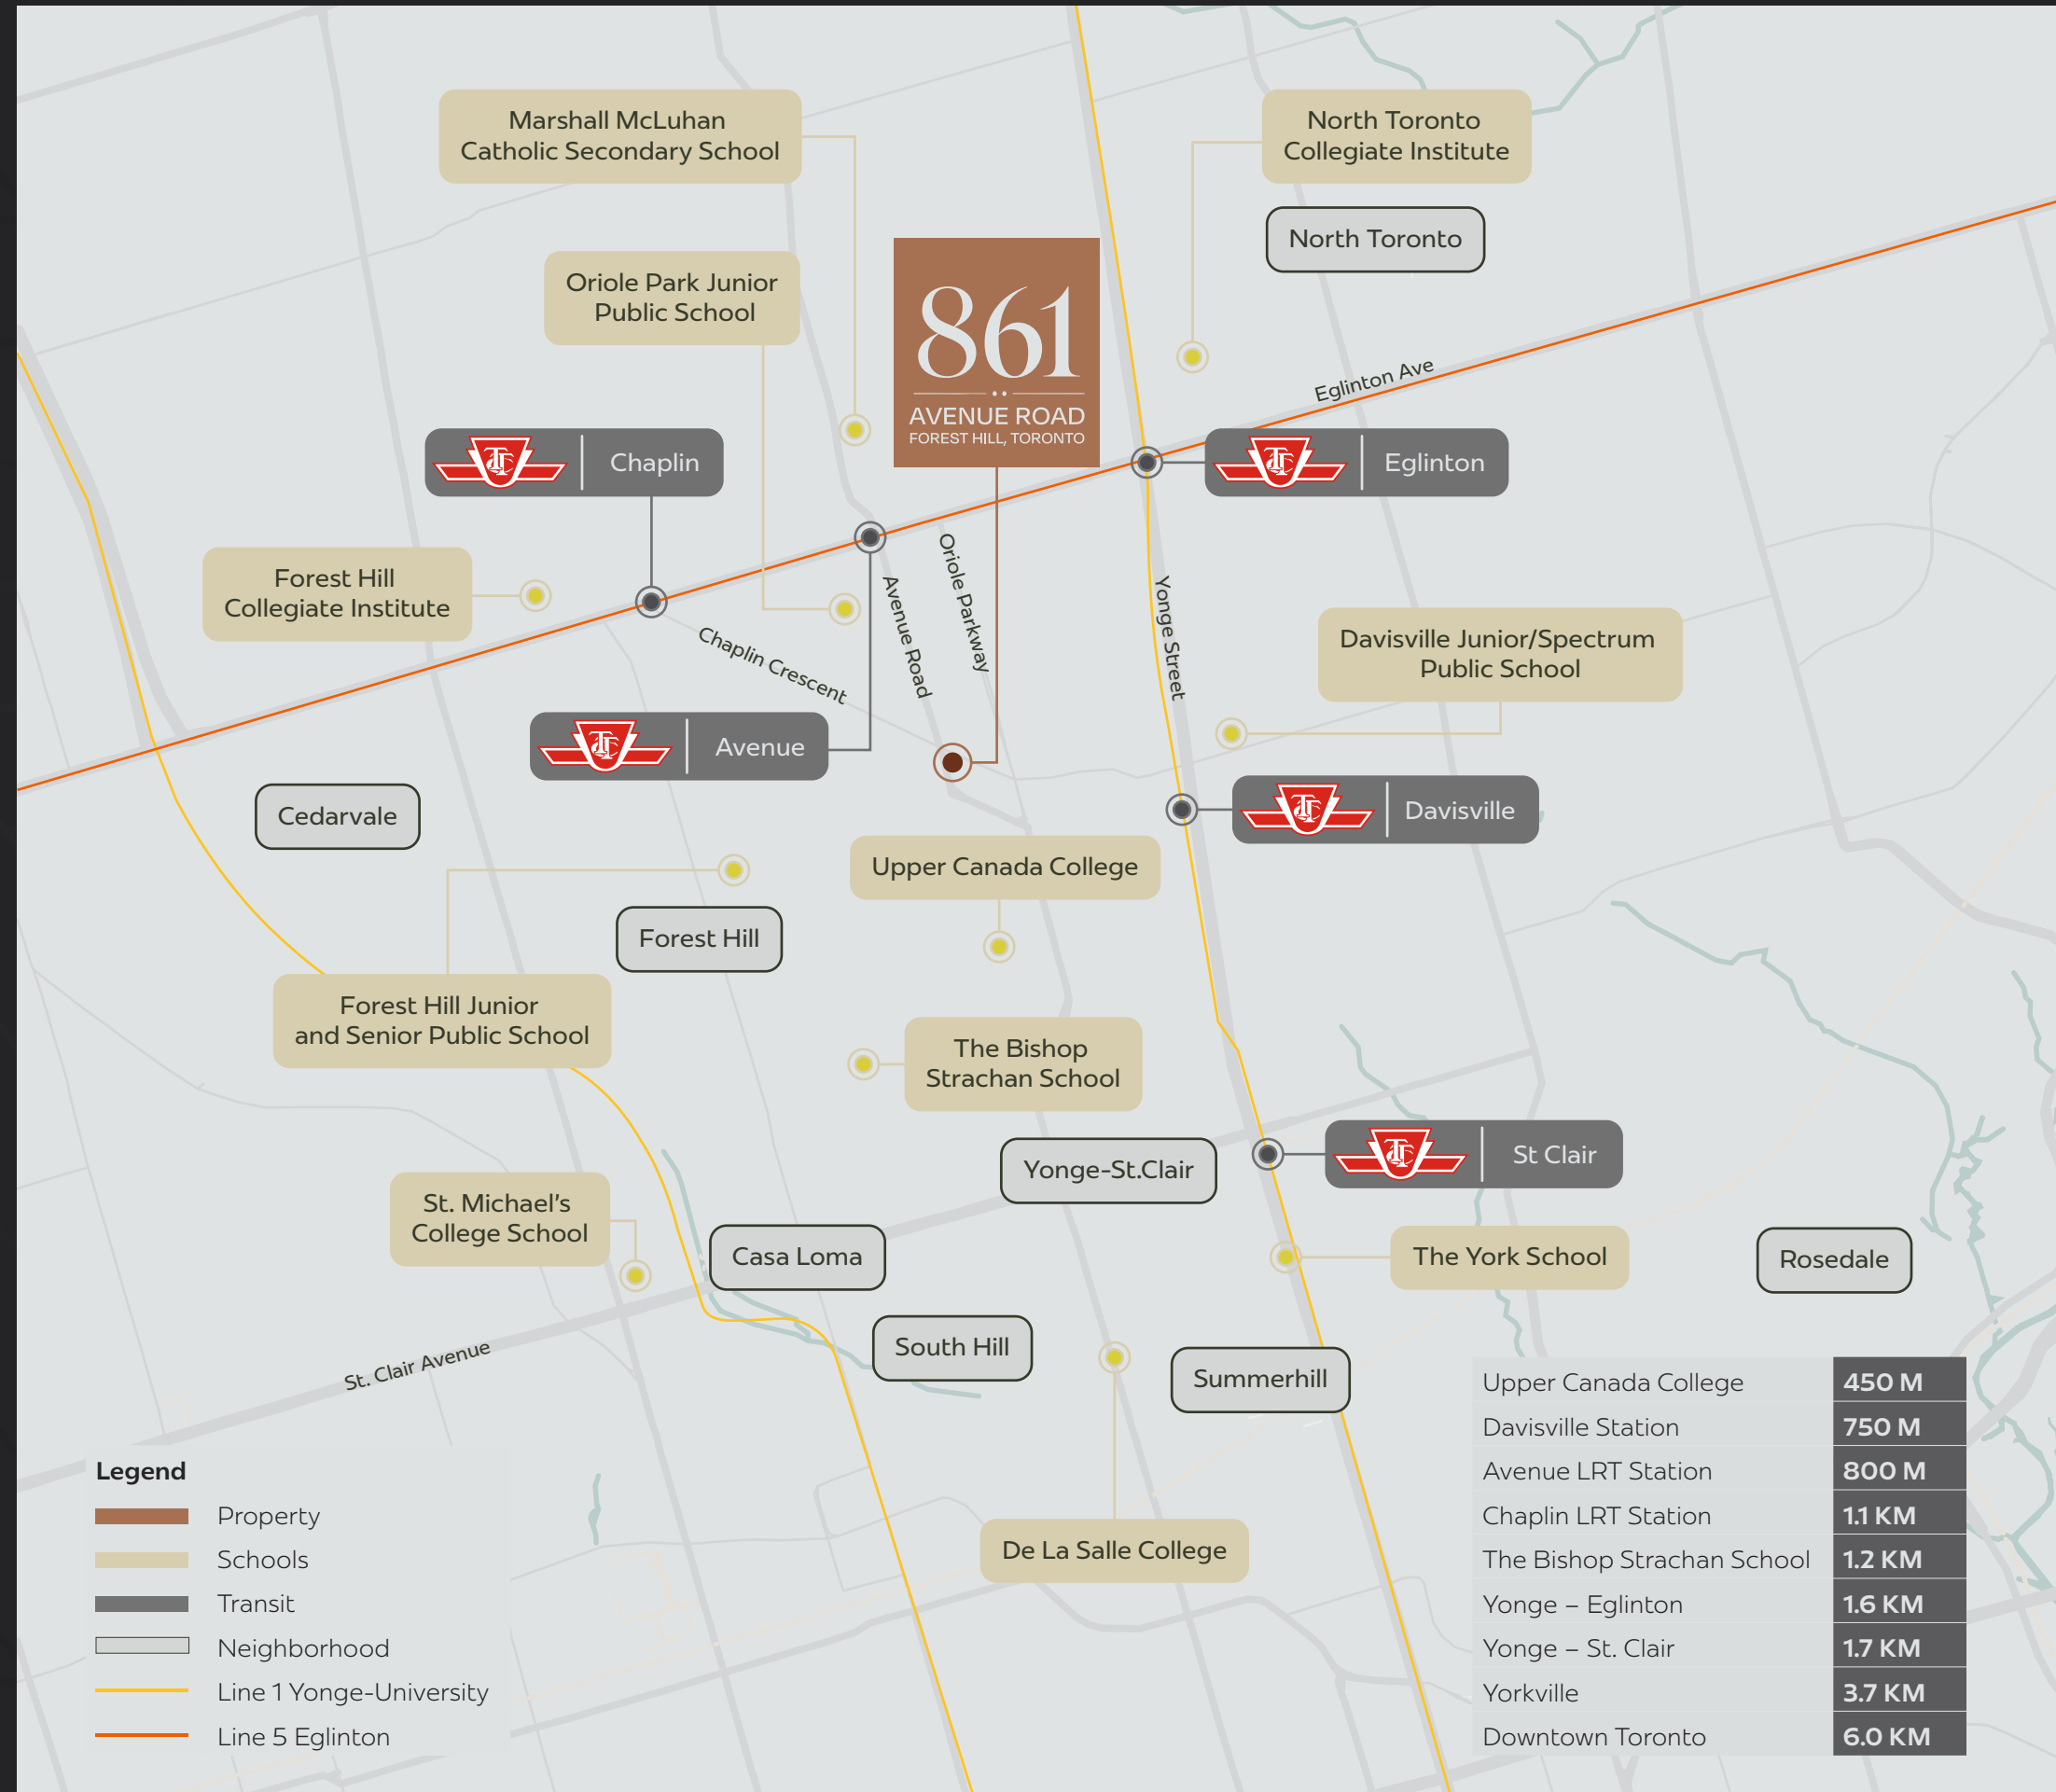 Marshall McLuhan
Catholic Secondary School
North Toronto
Collegiate Institute
North Toronto
Oriole Park Junior
Public School
861
AVENUE ROAD
FOREST HILL, TORONTO
Eglinton Ave
TTC
Chaplin
TTC
Eglinton
Forest Hill
Collegiate Institute
Oriole Parkway
Avenue Road
Yonge Street
Chaplin Crescent
Davisville Junior/Spectrum
Public School
TTC
Avenue
Cedarvale
TTC
Davisville
Upper Canada College
Forest Hill
Forest Hill Junior
and Senior Public School
The Bishop
Strachan School
Yonge-St.Clair
TTC
St Clair
St. Michael's
College School
Casa Loma
The York School
Rosedale
South Hill
Summerhill
St. Clair Avenue
De La Salle College
Legend
Property
Schools
Transit
Neighborhood
Line 1 Yonge-University
Line 5 Eglinton
Upper Canada College 450 M
Davisville Station 750 M
Avenue LRT Station 800 M
Chaplin LRT Station 1.1 KM
The Bishop Strachan School 1.2 KM
Yonge – Eglinton 1.6 KM
Yonge – St. Clair 1.7 KM
Yorkville 3.7 KM
Downtown Toronto 6.0 KM